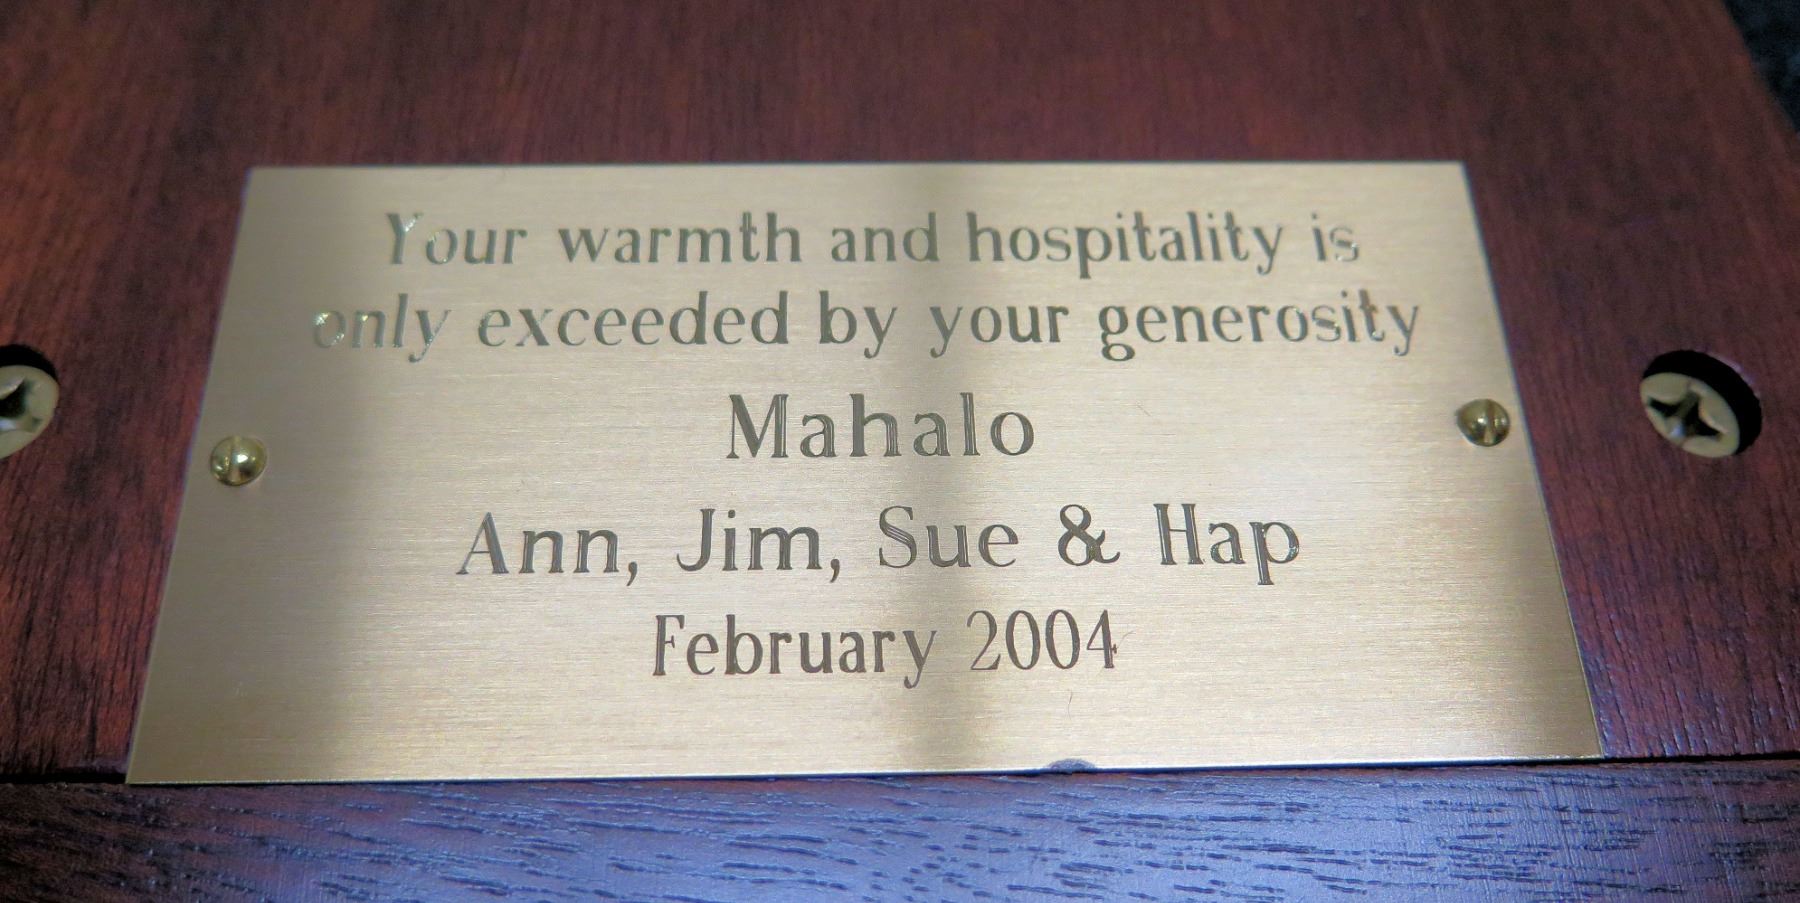 Your warmth and hospitality is
only exceeded by your generosity
Mahalo
Ann, Jim, Sue & Hap
February 2004